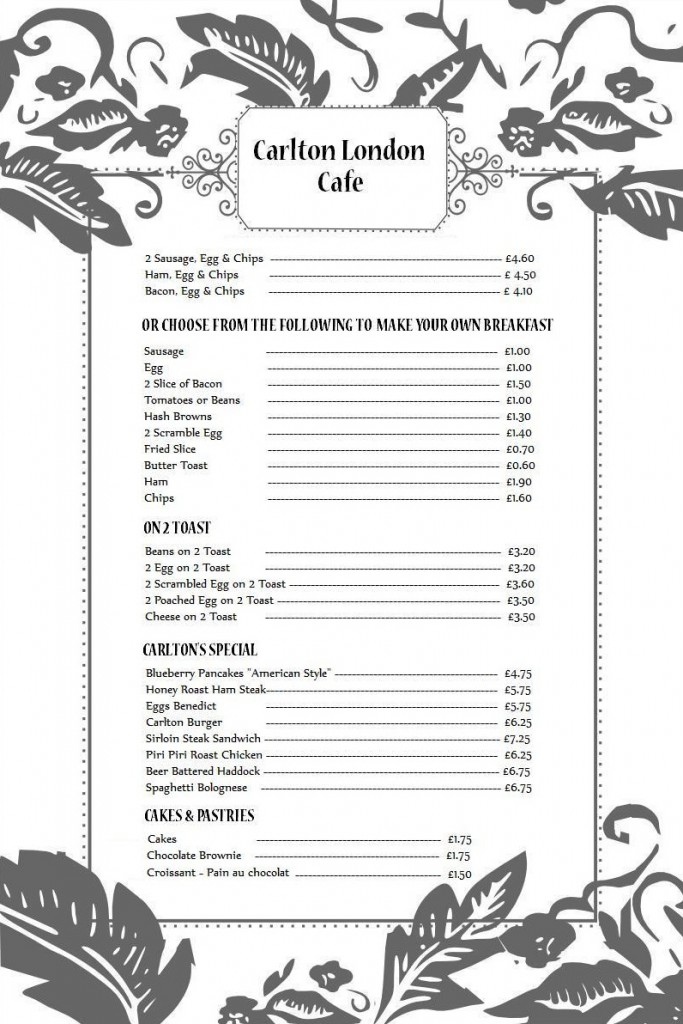 Carlton London
Cafe
2 Sausage, Egg & Chips ---------- £4.60
Ham, Egg & Chips ---------- £ 4.50
Bacon, Egg & Chips ---------- £ 4.10
OR CHOOSE FROM THE FOLLOWING TO MAKE YOUR OWN BREAKFAST
Sausage ---------- £1.00
Egg ---------- £1.00
2 Slice of Bacon ---------- £1.50
Tomatoes or Beans ---------- £1.00
Hash Browns ---------- £1.30
2 Scramble Egg ---------- £1.40
Fried Slice ---------- £0.70
Butter Toast ---------- £0.60
Ham ---------- £1.90
Chips ---------- £1.60
ON 2 TOAST
Beans on 2 Toast ---------- £3.20
2 Egg on 2 Toast ---------- £3.20
2 Scrambled Egg on 2 Toast ---------- £3.60
2 Poached Egg on 2 Toast ---------- £3.50
Cheese on 2 Toast ---------- £3.50
CARLTON'S SPECIAL
Blueberry Pancakes "American Style" ---------- £4.75
Honey Roast Ham Steak ---------- £5.75
Eggs Benedict ---------- £5.75
Carlton Burger ---------- £6.25
Sirloin Steak Sandwich ---------- £7.25
Piri Piri Roast Chicken ---------- £6.25
Beer Battered Haddock ---------- £6.75
Spaghetti Bolognese ---------- £6.75
CAKES & PASTRIES
Cakes ---------- £1.75
Chocolate Brownie ---------- £1.75
Croissant - Pain au chocolat ---------- £1.50